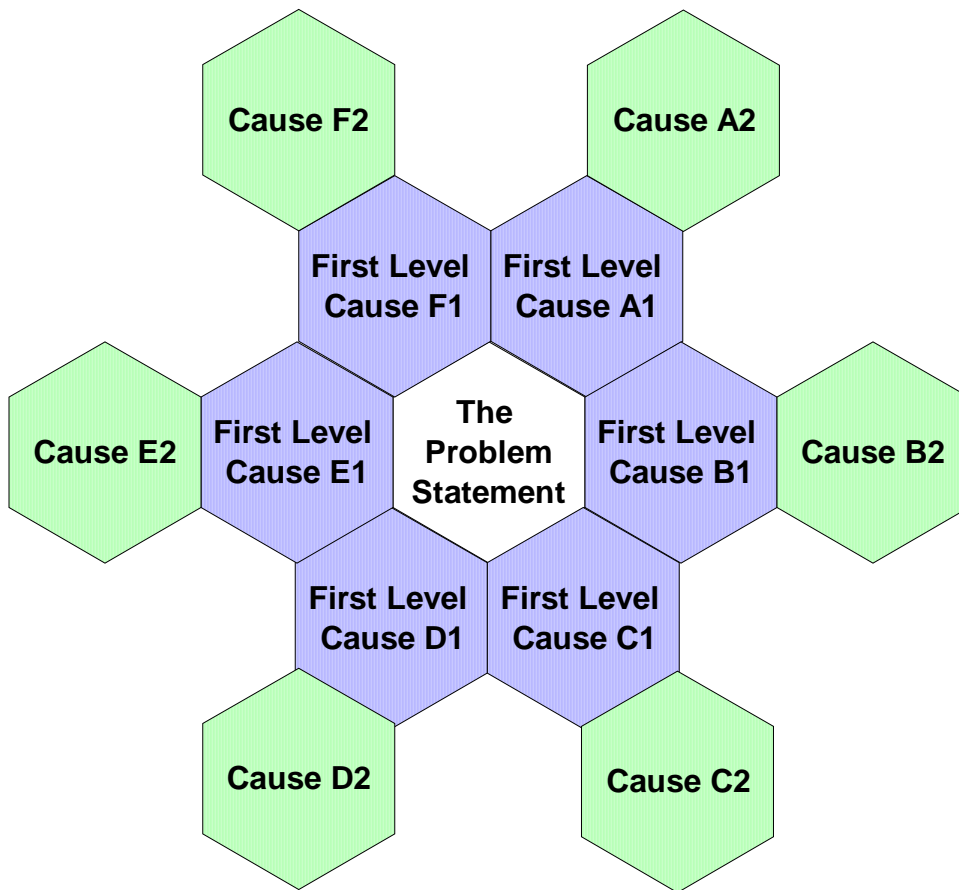 Cause F2
Cause A2
First Level
Cause F1
First Level
Cause A1
The
Problem
Statement
First Level
Cause E1
First Level
Cause B1
Cause E2
Cause B2
First Level
Cause D1
First Level
Cause C1
Cause D2
Cause C2